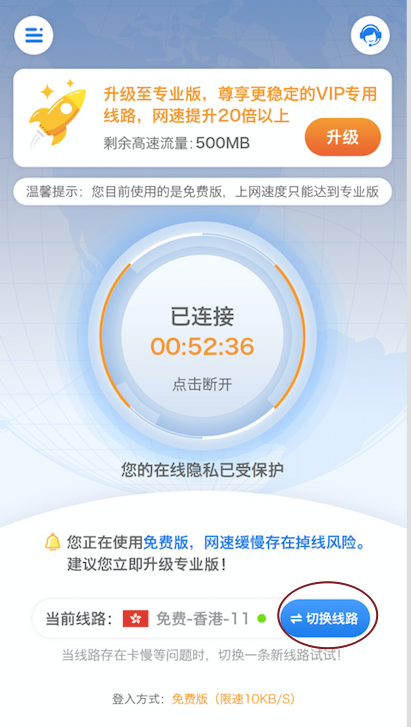 升级至专业版，尊享更稳定的VIP专用
线路，网速提升20倍以上
剩余高速流量:500MB
升级
温馨提示：您目前使用的是免费版，上网速度只能达到专业版
已连接
00:52:36
点击断开
您的在线隐私已受保护
您正在使用免费版，网速缓慢存在掉线风险。
建议您立即升级专业版！
当前线路： 免费-香港-11 切换线路
当线路存在卡慢等问题时，切换一条新线路试试！
登入方式：免费版（限速10KB/S）